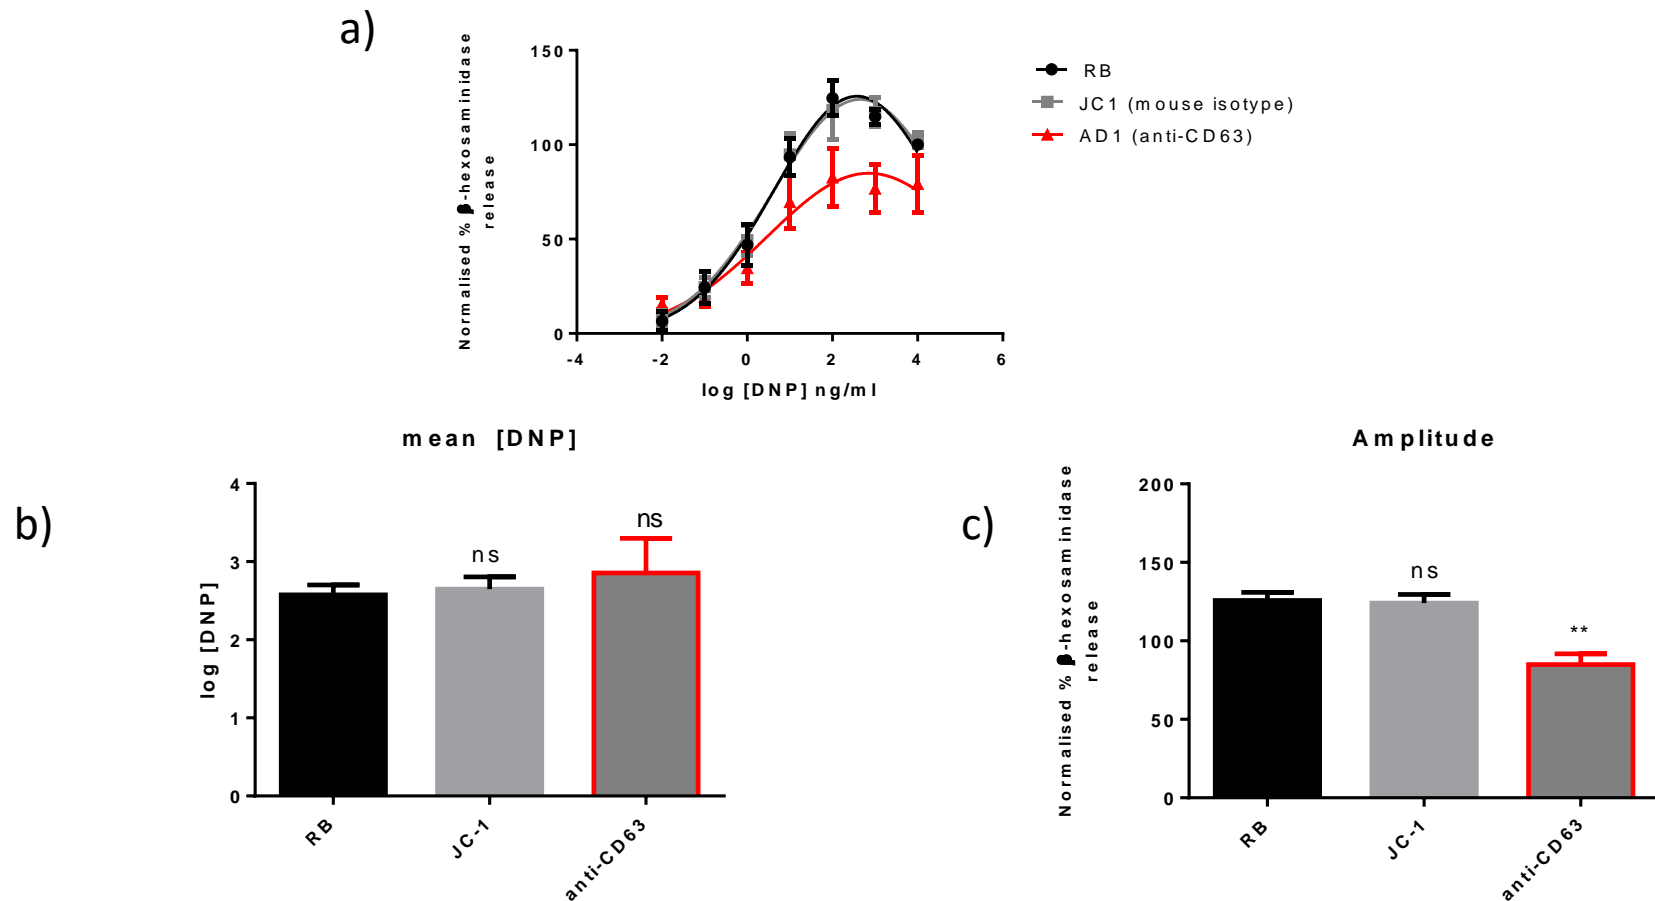 a)
Normalised % β-hexosaminidase
release
150
100
50
0
-4
-2
0
2
4
6
log [DNP] ng/ml
RB
JC1 (mouse isotype)
AD1 (anti-CD63)
b)
mean [DNP]
log [DNP]
4
3
2
1
0
ns
ns
RB
JC-1
anti-CD63
c)
Amplitude
Normalised % β-hexosaminidase
release
200
150
100
50
0
ns
**
RB
JC-1
anti-CD63